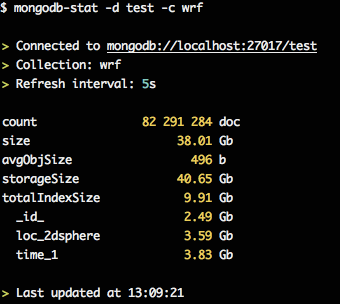 $ mongodb-stat -d test -c wrf
> Connected to mongodb://localhost:27017/test
> Collection: wrf
> Refresh interval: 5s
count 82 291 284 doc
size 38.01 Gb
avgObjSize 496 b
storageSize 40.65 Gb
totalIndexSize 9.91 Gb
_id_ 2.49 Gb
loc_2dsphere 3.59 Gb
time_1 3.83 Gb
> Last updated at 13:09:21